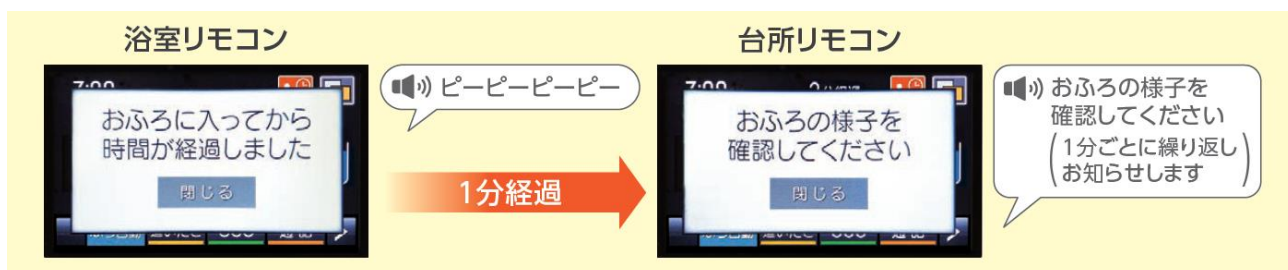 浴室リモコン
おふろに入ってから
時間が経過しました
閉じる
ピーピーピーピー
1分経過
台所リモコン
7:00
おふろの様子を
確認してください
閉じる
おふろの様子を
確認してください
(1分ごとに繰り返し
お知らせします)